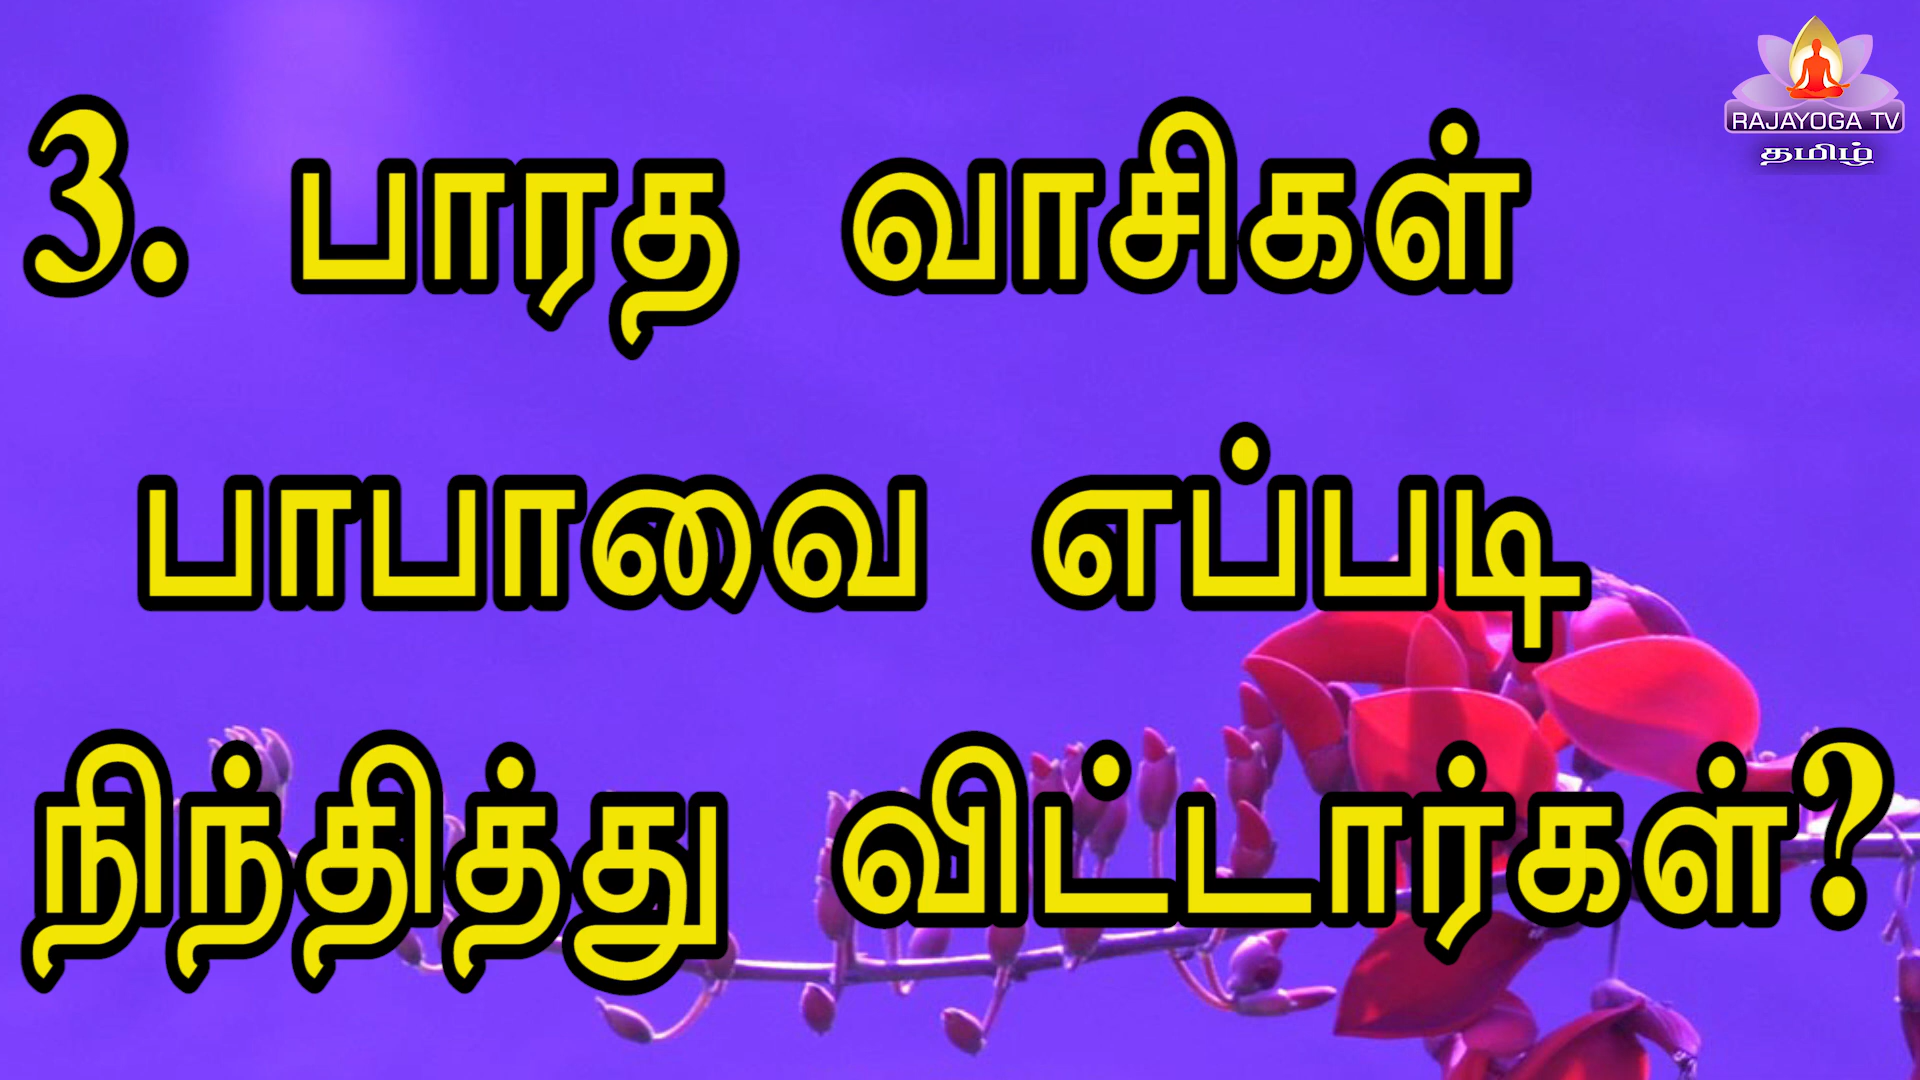 RAJAYOGA TV
தமிழ்
3. பாரத வாசிகள்
பாபாவை எப்படி
நிந்தித்து விட்டார்கள்?